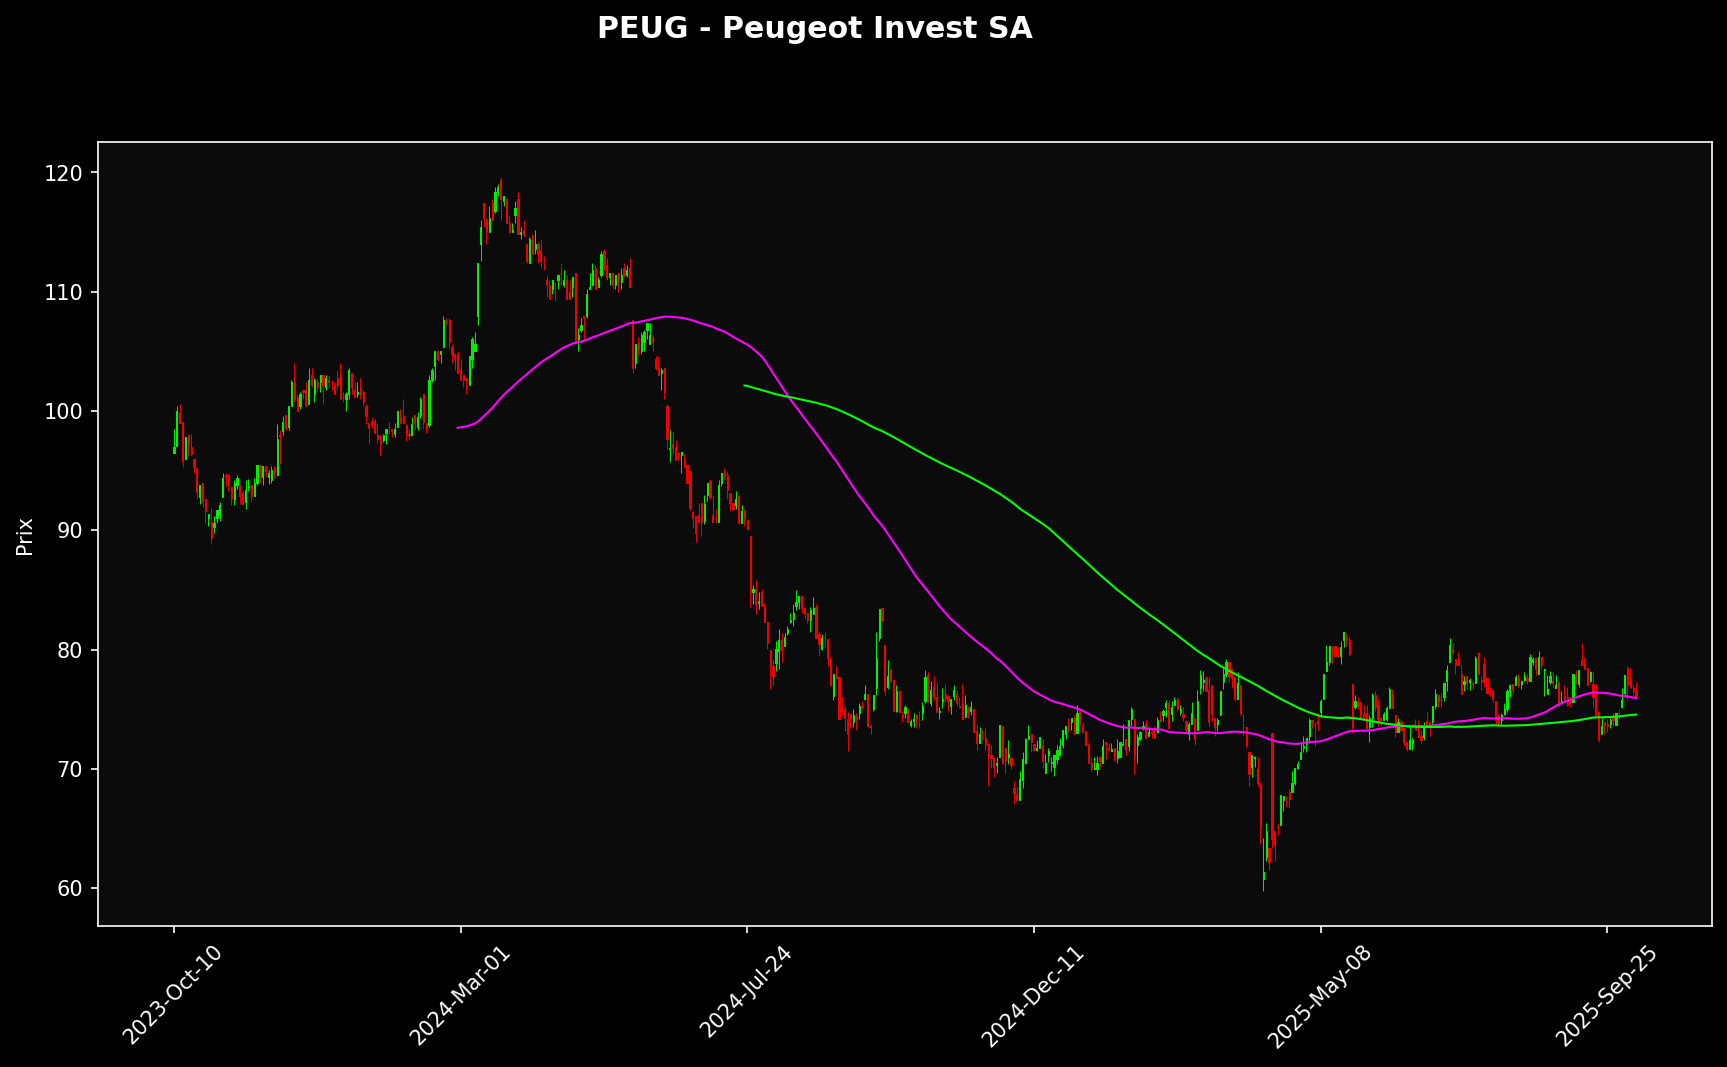 PEUG - Peugeot Invest SA
120
110
100
90
80
70
60
Prix
2023-Oct-10
2024-Mar-01
2024-Jul-24
2024-Dec-11
2025-May-08
2025-Sep-25